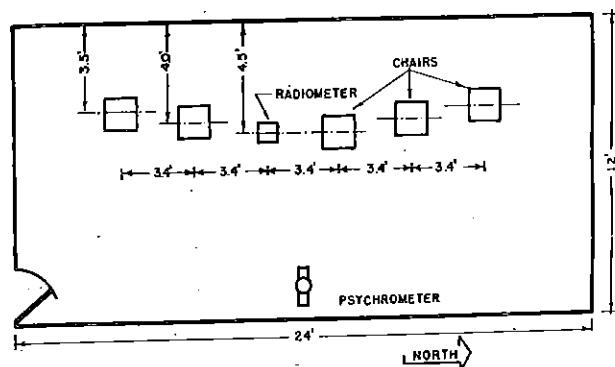 3.5'
4.0'
4.5'
CHAIRS
RADIOMETER
3.4' 3.4' 3.4' 3.4' 3.4'
12'
PSYCHROMETER
24'
NORTH